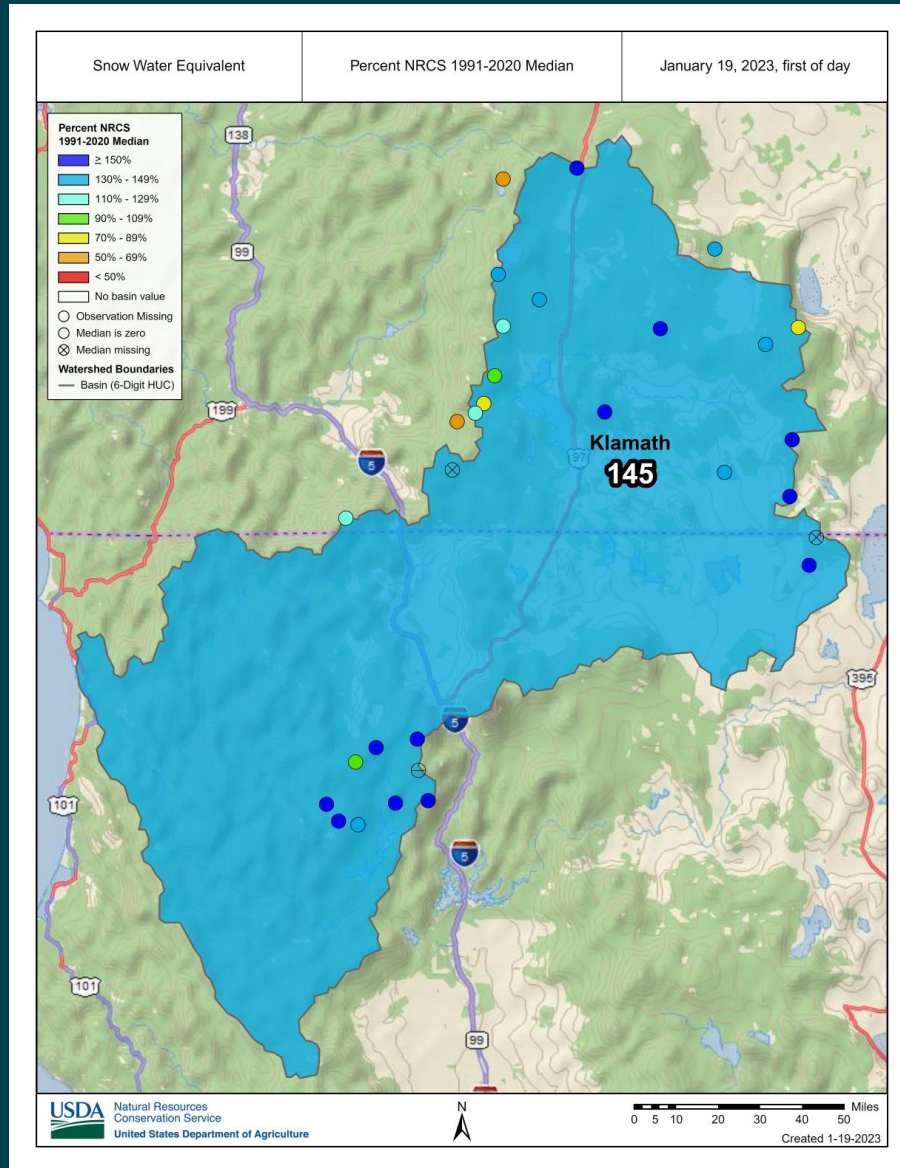 Snow Water Equivalent
Percent NRCS 1991-2020 Median
January 19, 2023, first of day
Percent NRCS
1991-2020 Median
≥ 150%
130% - 149%
110% - 129%
90% - 109%
70% - 89%
50% - 69%
< 50%
No basin value
Observation Missing
Median is zero
Median missing
Watershed Boundaries
Basin (6-Digit HUC)
138
99
199
5
97
Klamath
145
395
5
101
5
101
99
USDA
Natural Resources
Conservation Service
United States Department of Agriculture
N
Miles
0 5 10 20 30 40 50
Created 1-19-2023